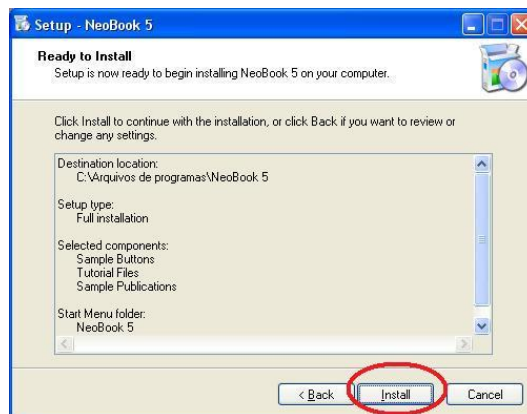 Setup - NeoBook 5
Ready to Install
Setup is now ready to begin installing NeoBook 5 on your computer.
Click Install to continue with the installation, or click Back if you want to review or
change any settings.
Destination location:
C:\Arquivos de programas\NeoBook 5
Setup type:
Full installation
Selected components:
Sample Buttons
Tutorial Files
Sample Publications
Start Menu folder:
NeoBook 5
< Back
Install
Cancel